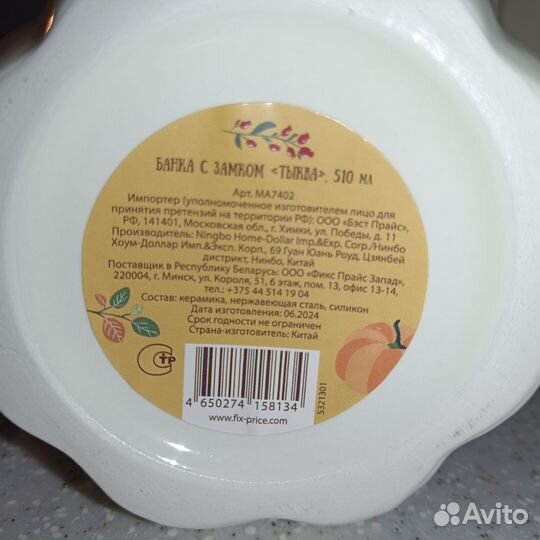 БАНКА С ЗАМКОМ «ТЫКВА», 510 МЛ
Арт. MA7402
Импортер (уполномоченное изготовителем лицо для
принятия претензий на территории РФ): ООО «Бэст Прайс»,
РФ, 141401, Московская обл., г. Химки, ул. Победы, д. 11
Производитель: Ningbo Home-Dollar Imp.&Exp. Corp./Нинбо
Хоум-Доллар Имп.&Эксп. Корп., 69 Гуан Юань Роуд, Цзянбей
дистрикт, Нинбо, Китай
Поставщик в Республику Беларусь: ООО «Фикс Прайс Запад»,
220004, г. Минск, ул. Короля, 51, 6 этаж, пом. 13, офис 13-14,
тел.: +375 44 514 19 04
Состав: керамика, нержавеющая сталь, силикон
Дата изготовления: 06.2024
Срок годности не ограничен
Страна-изготовитель: Китай
СТР
4 650274 158134
5321301
www.fix-price.com
Avito